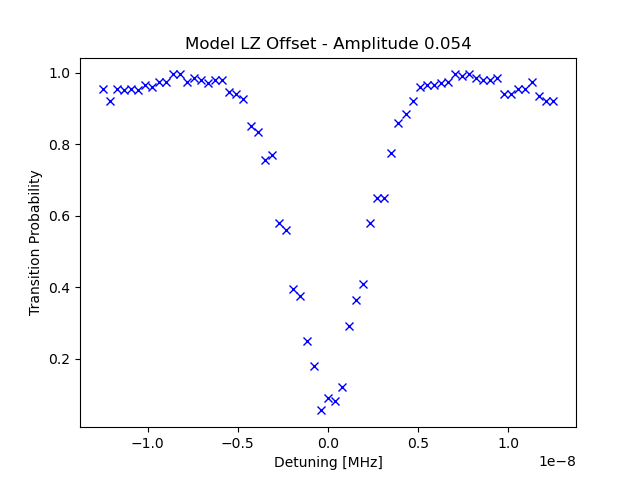 Model LZ Offset - Amplitude 0.054
Transition Probability
1.0
0.8
0.6
0.4
0.2
−1.0 −0.5 0.0 0.5 1.0
1e−8
Detuning [MHz]